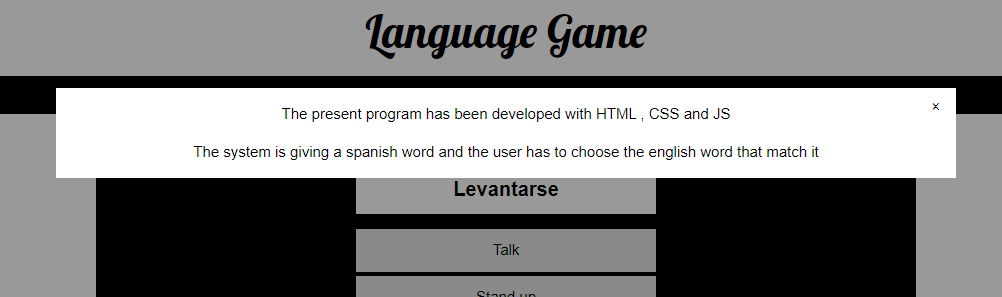 Language Game
The present program has been developed with HTML , CSS and JS
x
The system is giving a spanish word and the user has to choose the english word that match it
Levantarse
Talk
Stand up